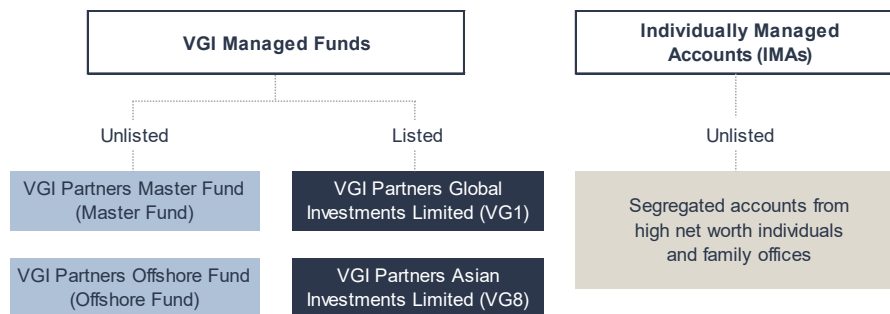 VGI Managed Funds
Individually Managed
Accounts (IMAs)
Unlisted
Listed
Unlisted
VGI Partners Master Fund
(Master Fund)
VGI Partners Global
Investments Limited (VG1)
Segregated accounts from
high net worth individuals
and family offices
VGI Partners Offshore Fund
(Offshore Fund)
VGI Partners Asian
Investments Limited (VG8)